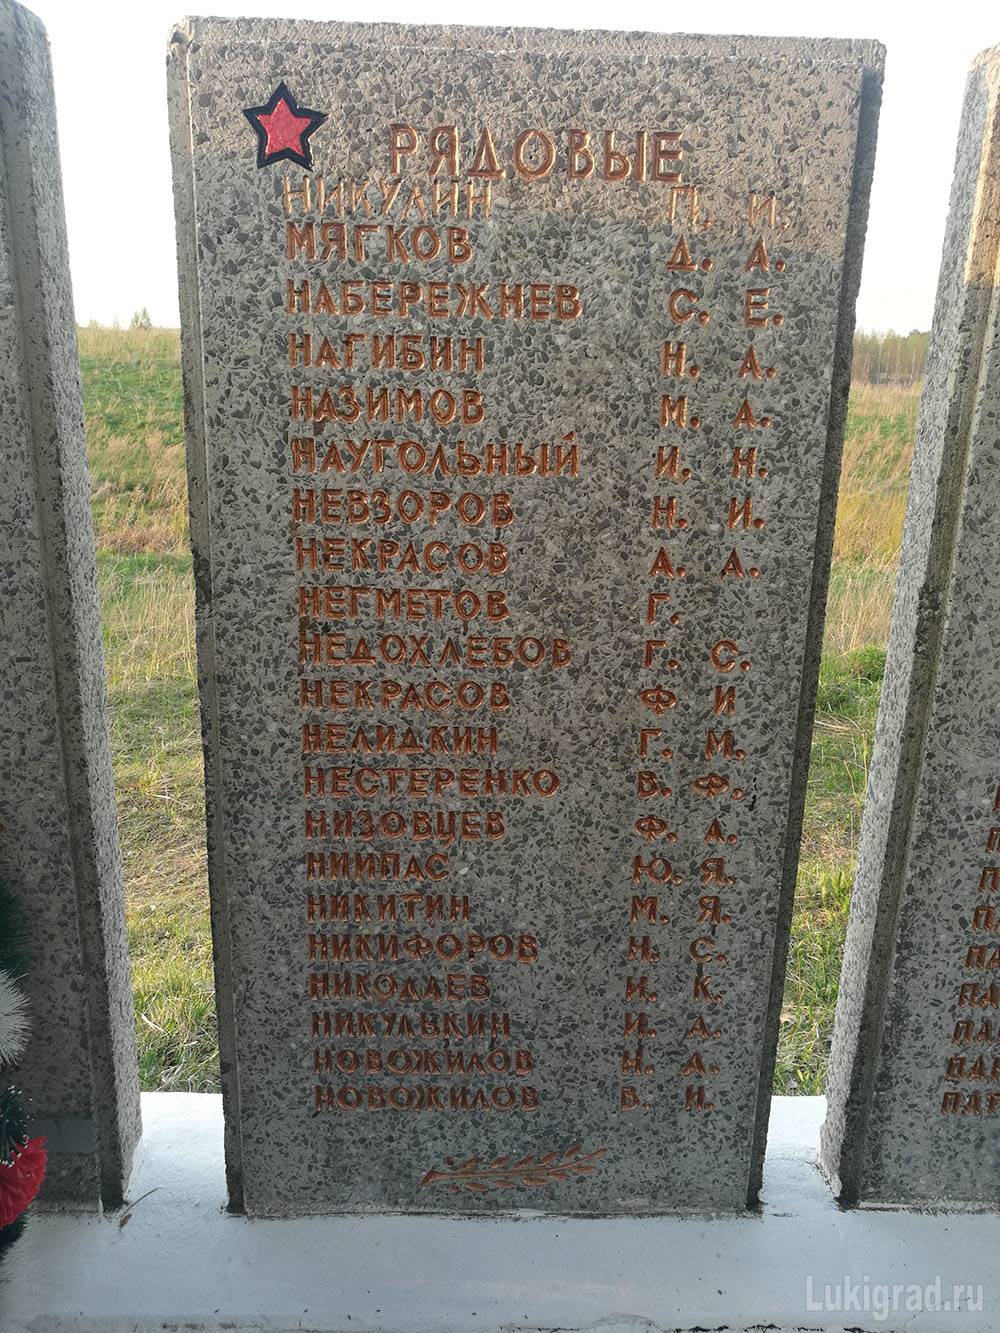 РЯДОВЫЕ
НИКУЛИН П. И.
МЯГКОВ Д. А.
НАБЕРЕЖНЕВ С. Е.
НАГИБИН Н. А.
НАЗИМОВ М. А.
НАУГОЛЬНЫЙ И. Н.
НЕВЗОРОВ Н. И.
НЕКРАСОВ А. А.
НЕГМЕТОВ Г.
НЕДОХЛЕБОВ Г. С.
НЕКРАСОВ Ф И
НЕЛИДКИН Г. М.
НЕСТЕРЕНКО В. Ф.
НИЗОВЦЕВ Ф. А.
НИИПАС Ю. Я.
НИКИТИН М. Я.
НИКИФОРОВ Н. С.
НИКОЛАЕВ И. К.
НИКУЛЬКИН И. А.
НОВОЖИЛОВ Н. А.
НОВОЖИЛОВ В. И.
Lukigrad.ru